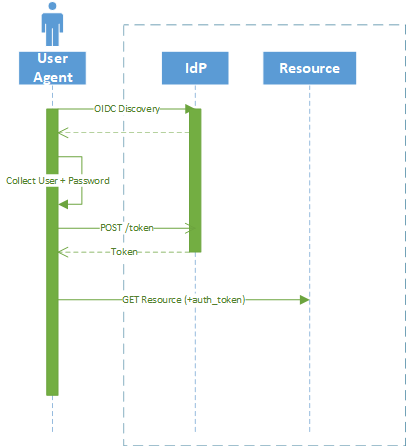 User
Agent
IdP
Resource
OIDC Discovery
Collect User + Password
POST /token
Token
GET Resource (+auth_token)